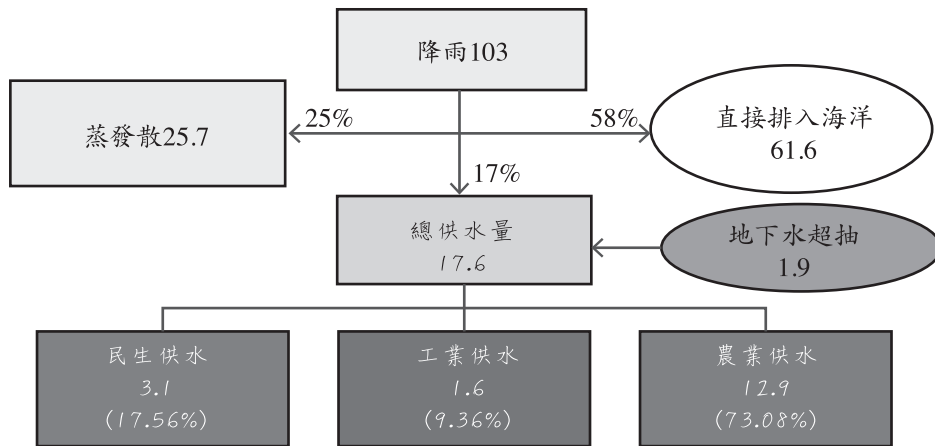 降雨103
蒸發散25.7
25%
58%
直接排入海洋
61.6
17%
總供水量
17.6
地下水超抽
1.9
民生供水
3.1
(17.56%)
工業供水
1.6
(9.36%)
農業供水
12.9
(73.08%)